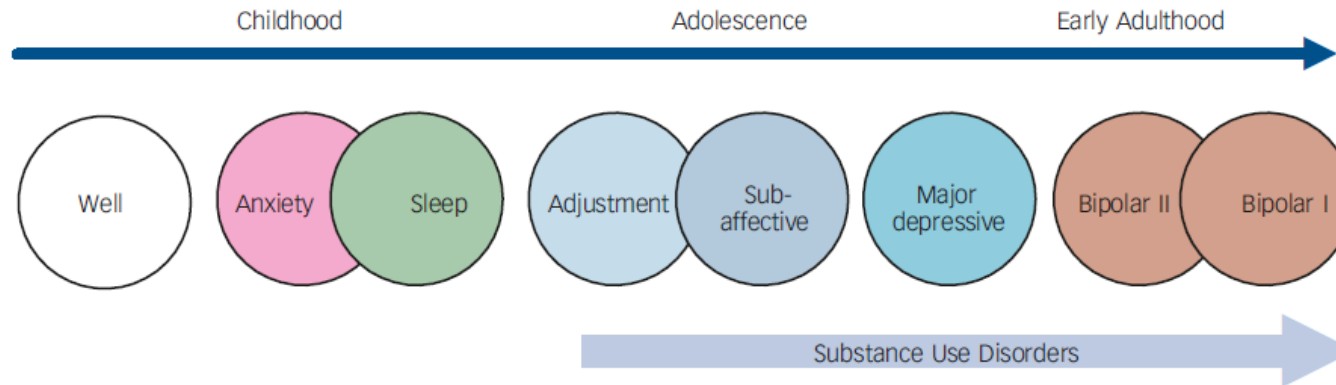 Childhood Adolescence Early Adulthood
Well Anxiety Sleep Adjustment Sub-
affective Major
depressive Bipolar II Bipolar I
Substance Use Disorders